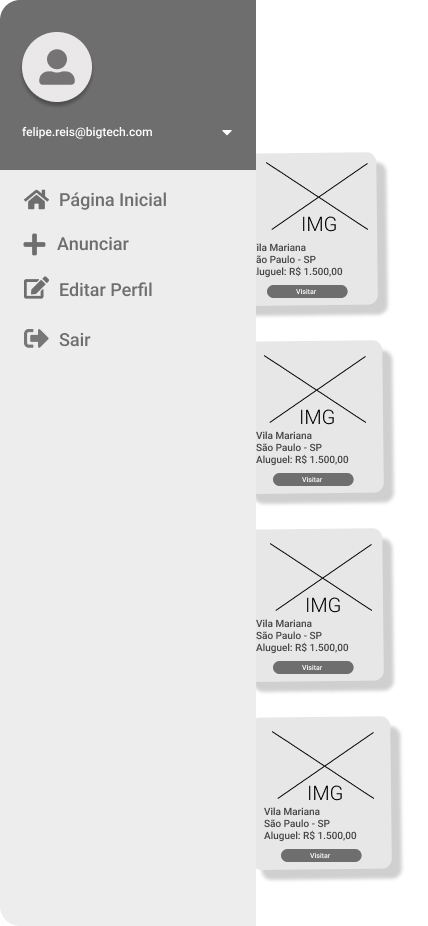 felipe.reis@bigtech.com
Página Inicial
Anunciar
Editar Perfil
Sair
IMG
ila Mariana
ão Paulo - SP
luguel: R$ 1.500,00
Visitar
IMG
Vila Mariana
São Paulo - SP
Aluguel: R$ 1.500,00
Visitar
IMG
Vila Mariana
São Paulo - SP
Aluguel: R$ 1.500,00
Visitar
IMG
Vila Mariana
São Paulo - SP
Aluguel: R$ 1.500,00
Visitar